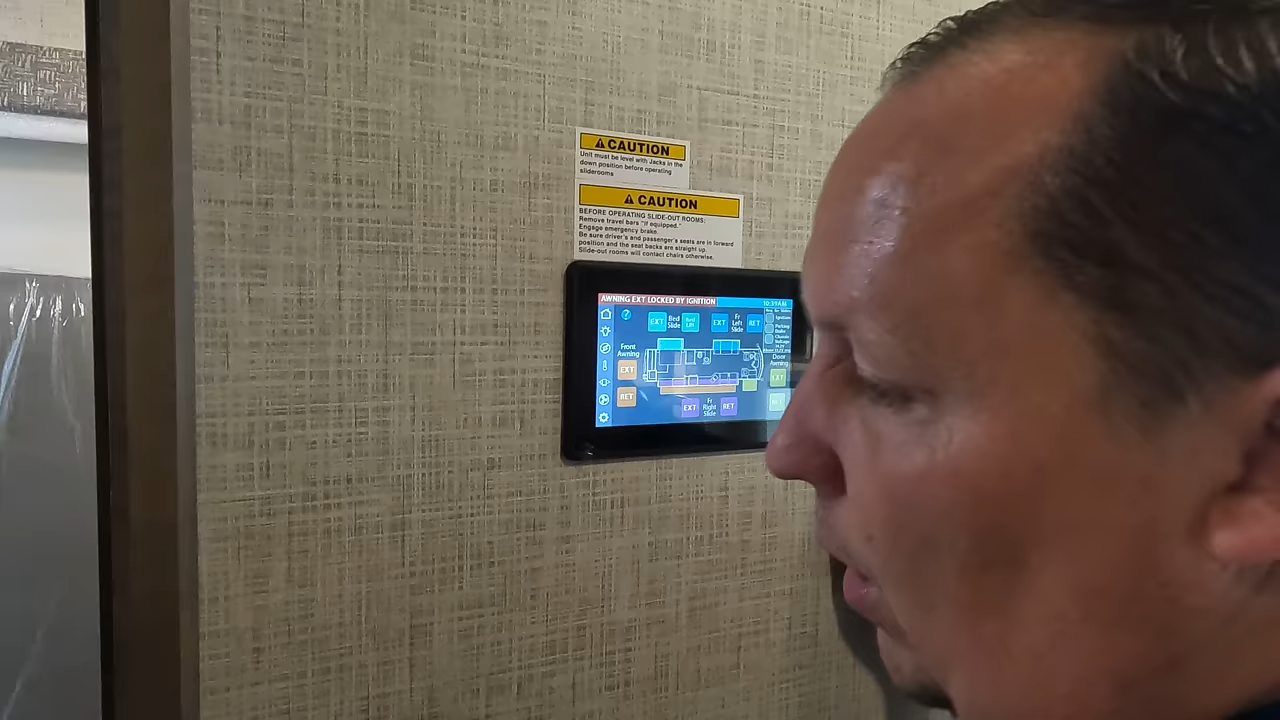 CAUTION
Unit must be level with Jacks in the
down position before operating
sliderooms
CAUTION
BEFORE OPERATING SLIDE-OUT ROOMS:
Remove travel bars "if equipped."
Engage emergency brake.
Be sure driver's and passenger's seats are in forward
position and the seat backs are straight up.
Slide-out rooms will contact chairs otherwise.
AWNING EXT LOCKED BY IGNITION
10:39AM
?
EXT
Bed
Slide
EXT
Fr
Left
Slide
RET
Ignition
Parking
Brake
Front
Awning
EXT
RET
Door
Awning
EXT
EXT
Fr
Right
Slide
RET